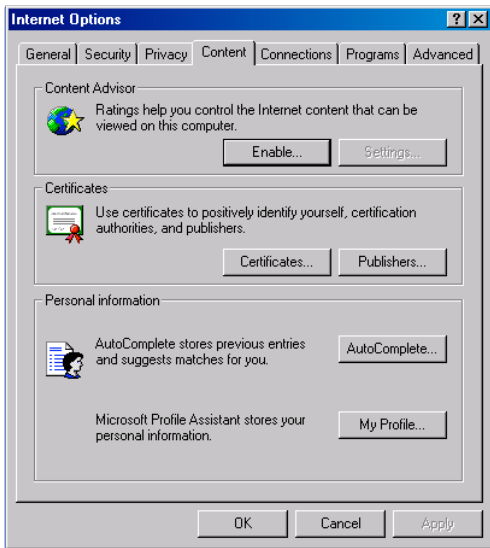 Internet Options
General Security Privacy Content Connections Programs Advanced
Content Advisor
Ratings help you control the Internet content that can be
viewed on this computer.
Enable... Settings...
Certificates
Use certificates to positively identify yourself, certification
authorities, and publishers.
Certificates... Publishers...
Personal information
AutoComplete stores previous entries
and suggests matches for you.
AutoComplete...
Microsoft Profile Assistant stores your
personal information.
My Profile...
OK Cancel Apply